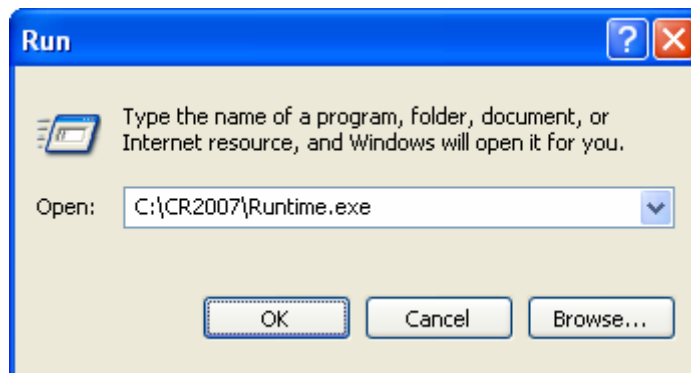 Run
Type the name of a program, folder, document, or
Internet resource, and Windows will open it for you.
Open: C:\CR2007\Runtime.exe
OK Cancel Browse...